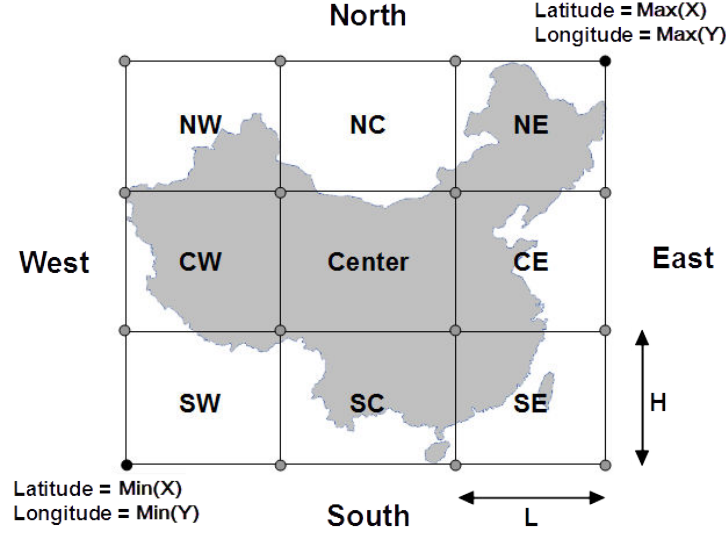 North
Latitude = Max(X)
Longitude = Max(Y)
NW NC NE
West CW Center CE East
SW SC SE H
Latitude = Min(X)
Longitude = Min(Y)
South L